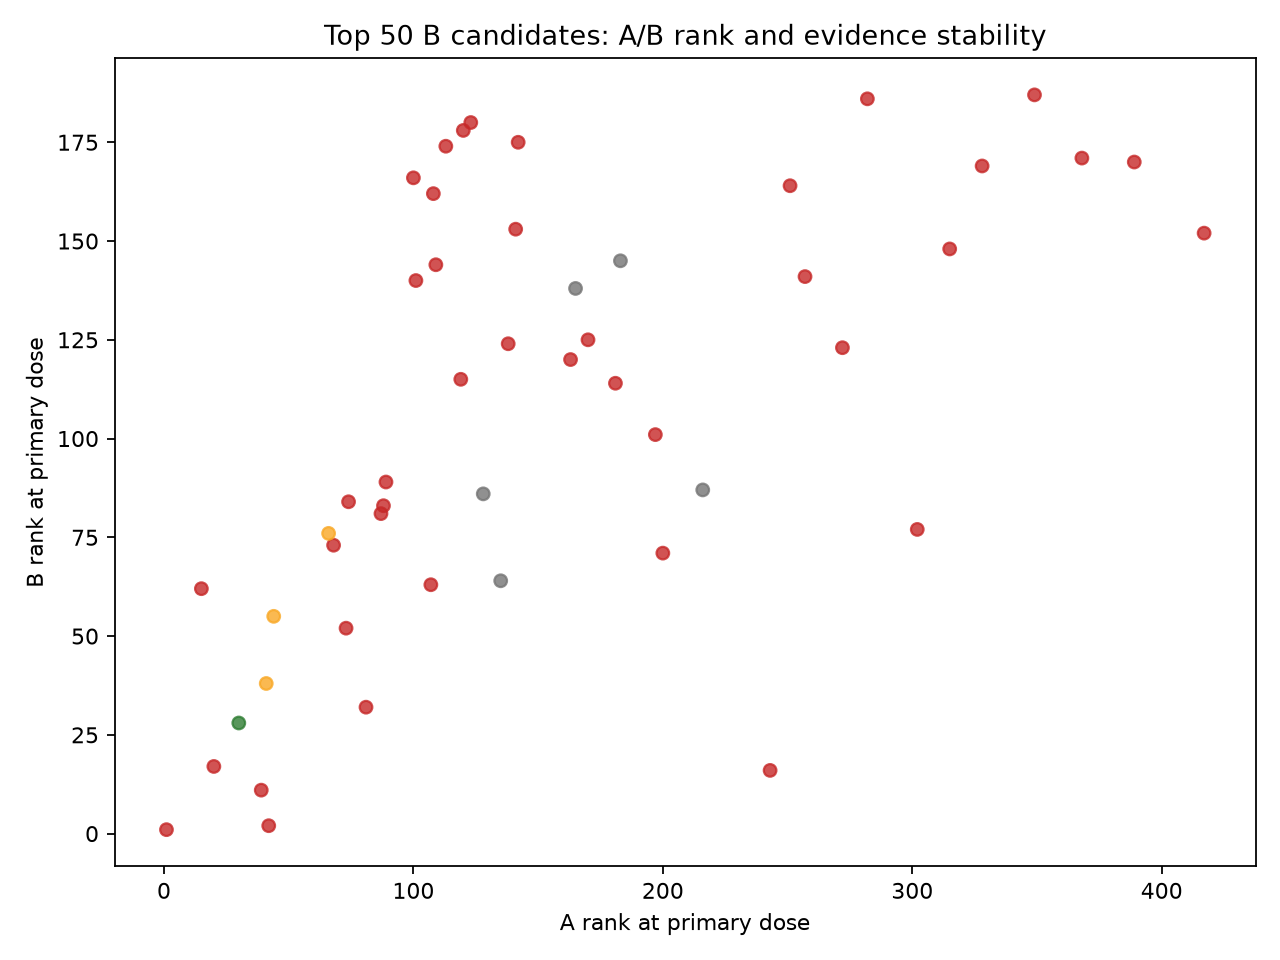 Top 50 B candidates: A/B rank and evidence stability
B rank at primary dose
175
150
125
100
75
50
25
0
0 100 200 300 400
A rank at primary dose